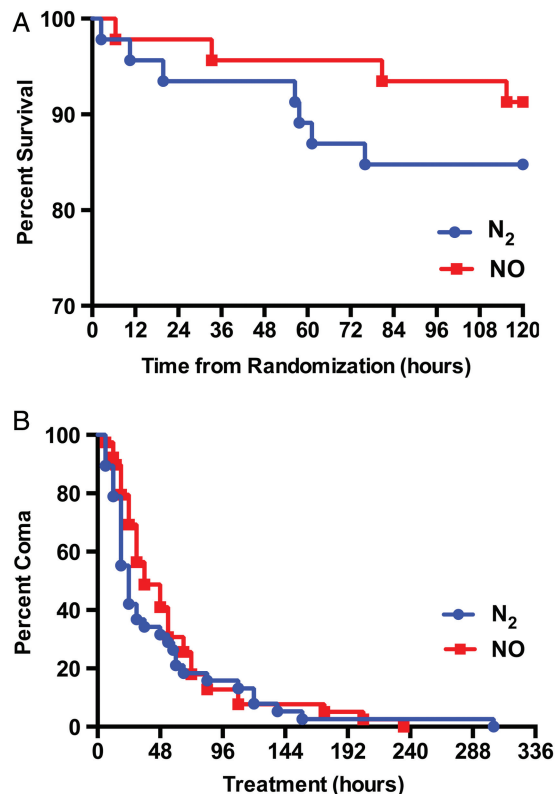 A
Percent Survival
100
90
80
70
N2
NO
0 12 24 36 48 60 72 84 96 108 120
Time from Randomization (hours)
B
Percent Coma
100
80
60
40
20
0
N2
NO
0 48 96 144 192 240 288 336
Treatment (hours)